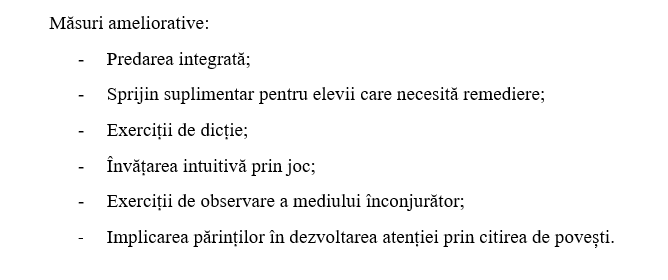 Măsuri ameliorative:
- Predarea integrată;
- Sprijin suplimentar pentru elevii care necesită remediere;
- Exerciții de dicție;
- Învățarea intuitivă prin joc;
- Exerciții de observare a mediului înconjurător;
- Implicarea părinților în dezvoltarea atenției prin citirea de povești.